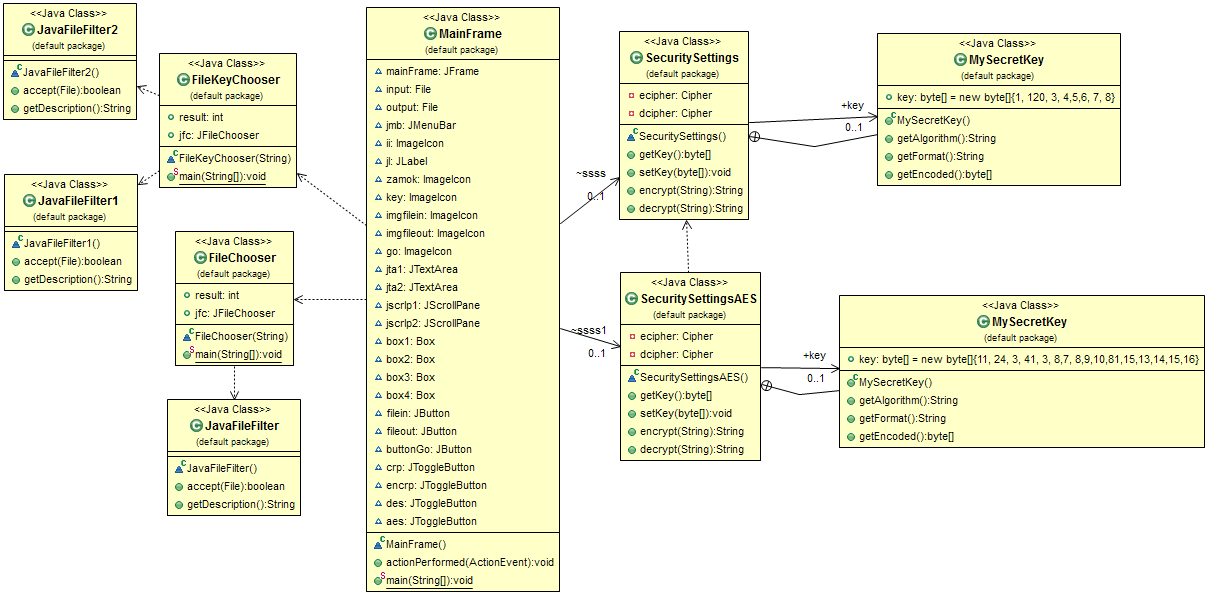 <<Java Class>>
JavaFileFilter2
(default package)
JavaFileFilter2()
accept(File):boolean
getDescription():String
<<Java Class>>
JavaFileFilter1
(default package)
JavaFileFilter1()
accept(File):boolean
getDescription():String
<<Java Class>>
FileKeyChooser
(default package)
result: int
jfc: JFileChooser
FileKeyChooser(String)
main(String[]):void
<<Java Class>>
FileChooser
(default package)
result: int
jfc: JFileChooser
FileChooser(String)
main(String[]):void
<<Java Class>>
JavaFileFilter
(default package)
JavaFileFilter()
accept(File):boolean
getDescription():String
<<Java Class>>
MainFrame
(default package)
mainFrame: JFrame
input: File
output: File
jmb: JMenuBar
ii: ImageIcon
jl: JLabel
zamok: ImageIcon
key: ImageIcon
imgfilein: ImageIcon
imgfileout: ImageIcon
go: ImageIcon
jta1: JTextArea
jta2: JTextArea
jscrlp1: JScrollPane
jscrlp2: JScrollPane
box1: Box
box2: Box
box3: Box
box4: Box
filein: JButton
fileout: JButton
buttonGo: JButton
crp: JToggleButton
encrp: JToggleButton
des: JToggleButton
aes: JToggleButton
MainFrame()
actionPerformed(ActionEvent):void
main(String[]):void
~ssss
0..1
~ssss1
0..1
<<Java Class>>
SecuritySettings
(default package)
ecipher: Cipher
dcipher: Cipher
SecuritySettings()
getKey():byte[]
setKey(byte[]):void
encrypt(String):String
decrypt(String):String
<<Java Class>>
SecuritySettingsAES
(default package)
ecipher: Cipher
dcipher: Cipher
SecuritySettingsAES()
getKey():byte[]
setKey(byte[]):void
encrypt(String):String
decrypt(String):String
+key
0..1
<<Java Class>>
MySecretKey
(default package)
key: byte[] = new byte[]{1, 120, 3, 4,5,6, 7, 8}
MySecretKey()
getAlgorithm():String
getFormat():String
getEncoded():byte[]
+key
0..1
<<Java Class>>
MySecretKey
(default package)
key: byte[] = new byte[]{11, 24, 3, 41, 3, 8,7, 8,9,10,81,15,13,14,15,16}
MySecretKey()
getAlgorithm():String
getFormat():String
getEncoded():byte[]